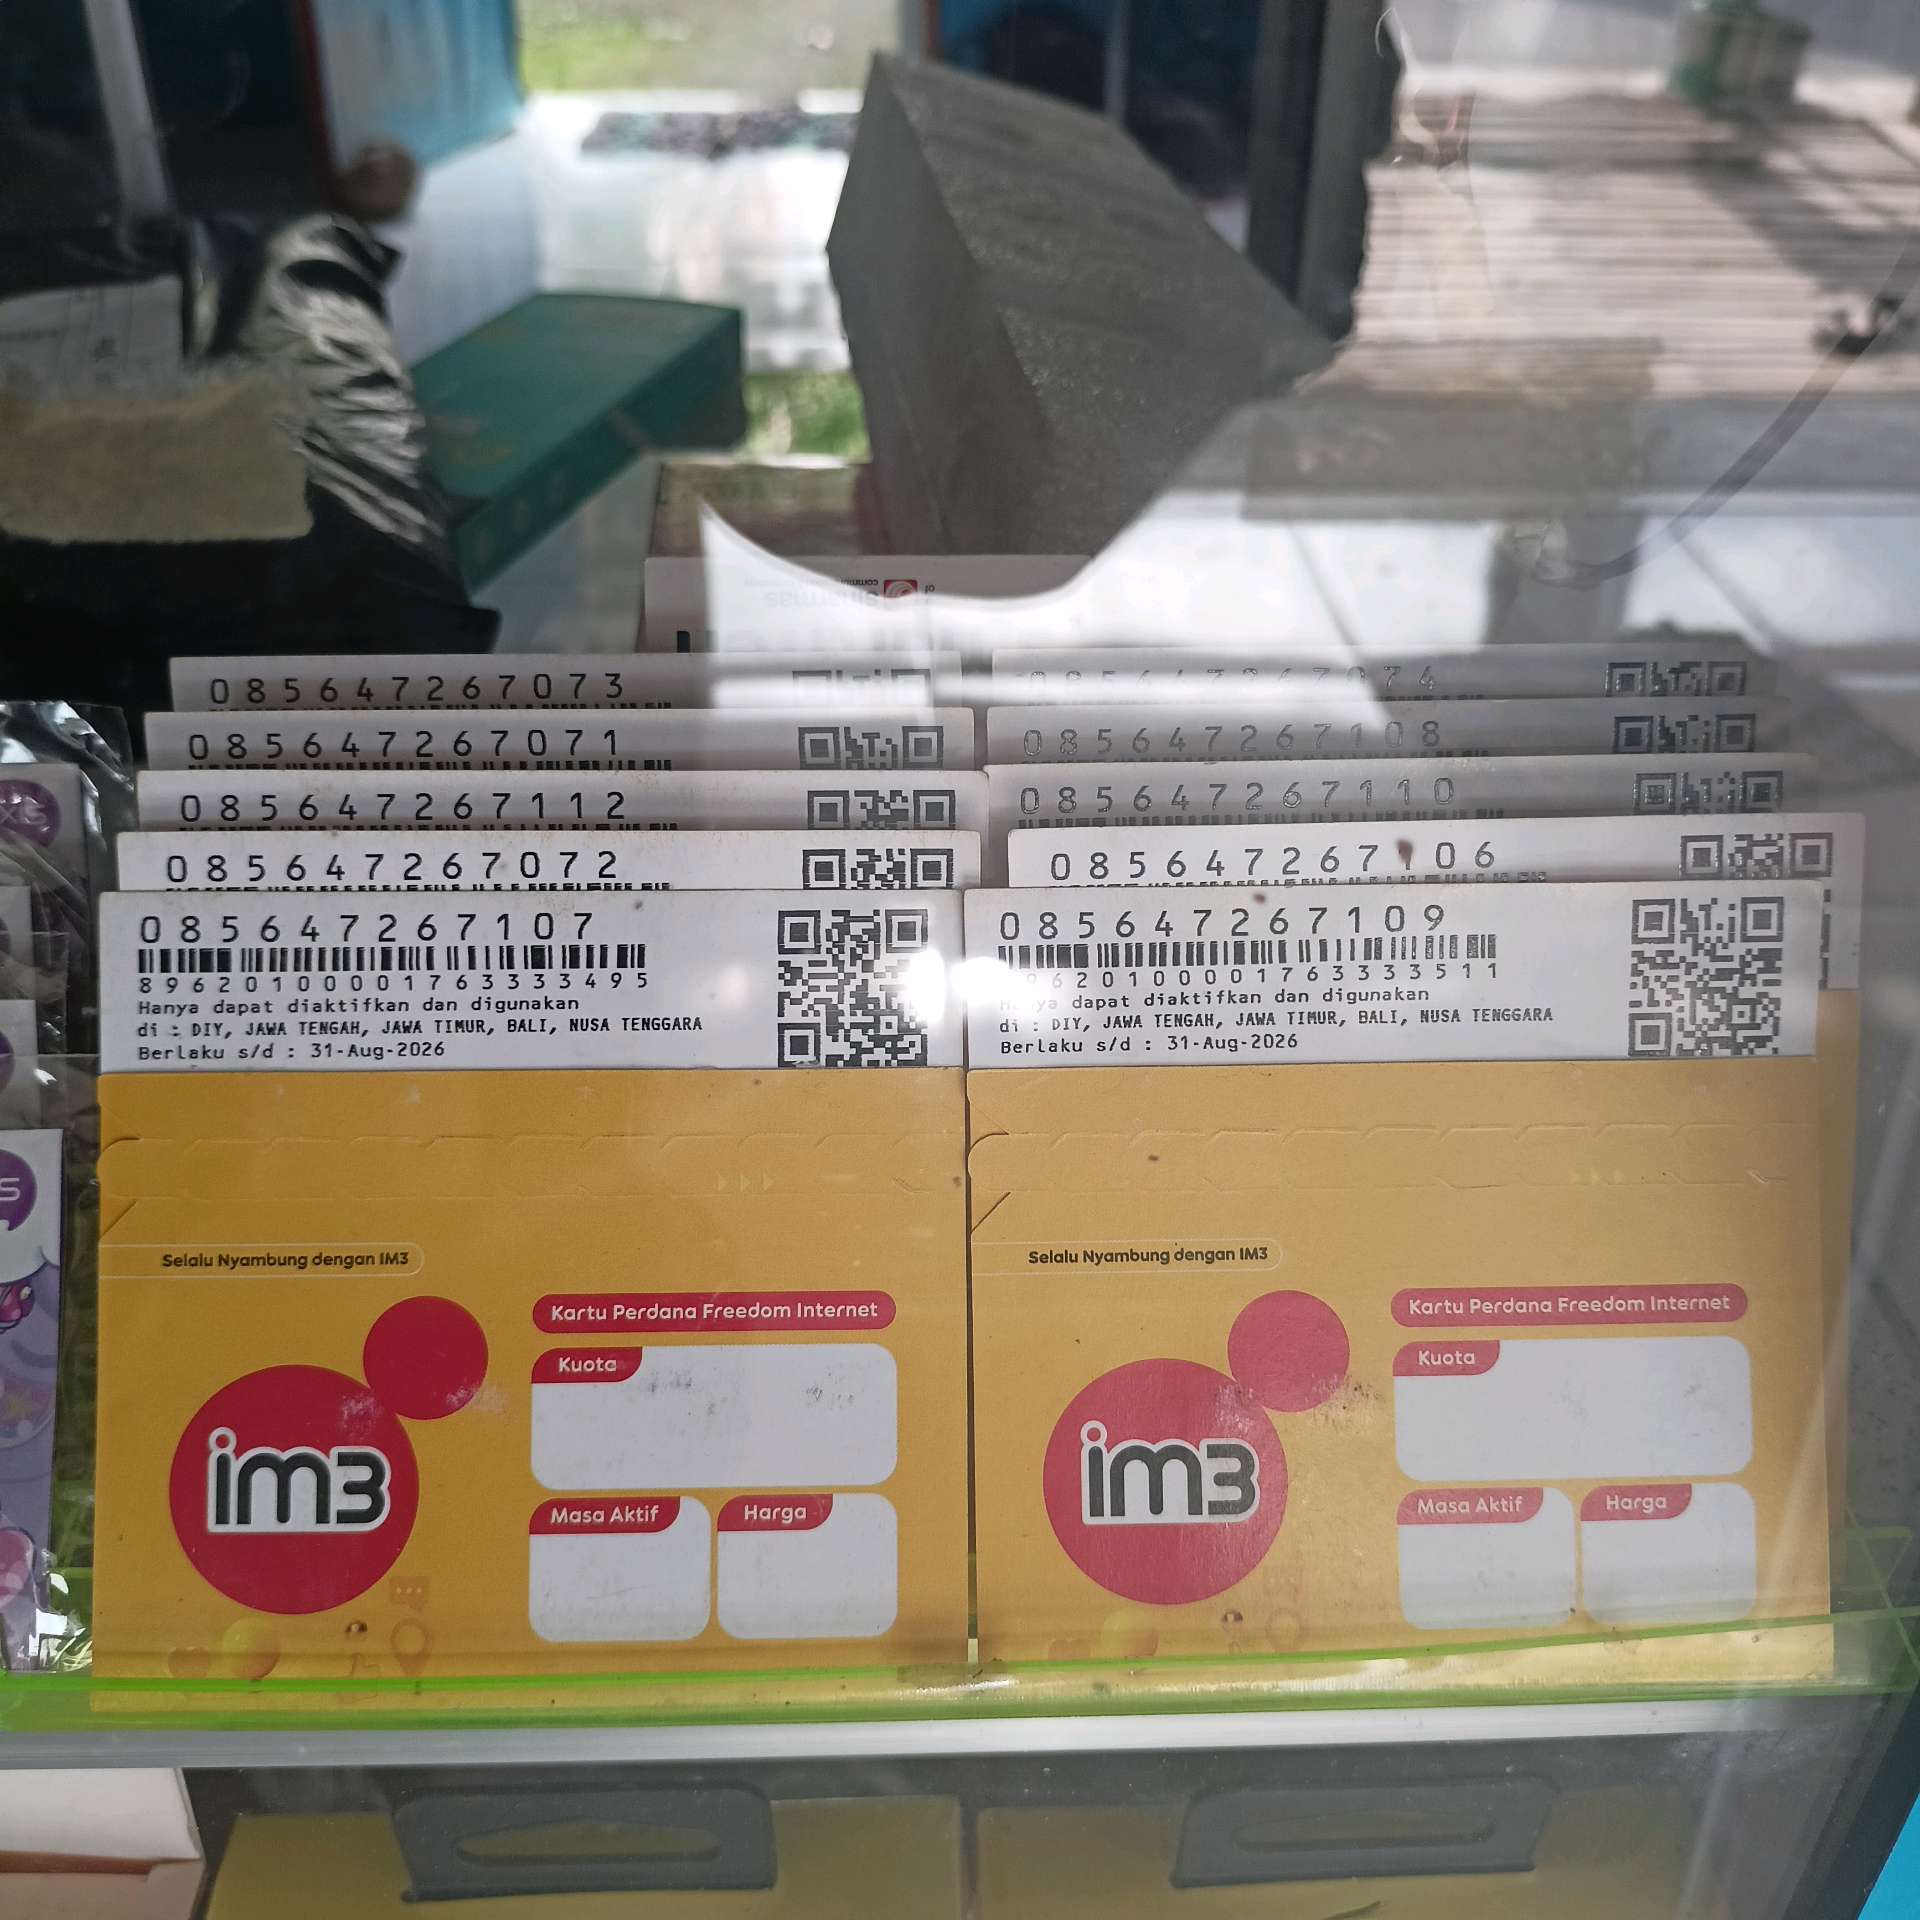 085647267073
085647267074
085647267071
085647267108
085647267112
085647267110
085647267072
085647267106
085647267107
89620100001763333495
Hanya dapat diaktifkan dan digunakan
di : DIY, JAWA TENGAH, JAWA TIMUR, BALI, NUSA TENGGARA
Berlaku s/d : 31-Aug-2026
085647267109
620100001763333511
Hanya dapat diaktifkan dan digunakan
di : DIY, JAWA TENGAH, JAWA TIMUR, BALI, NUSA TENGGARA
Berlaku s/d : 31-Aug-2026
Selalu Nyambung dengan IM3
Kartu Perdana Freedom Internet
Kuota
im3
Masa Aktif
Harga
Selalu Nyambung dengan IM3
Kartu Perdana Freedom Internet
Kuota
im3
Masa Aktif
Harga